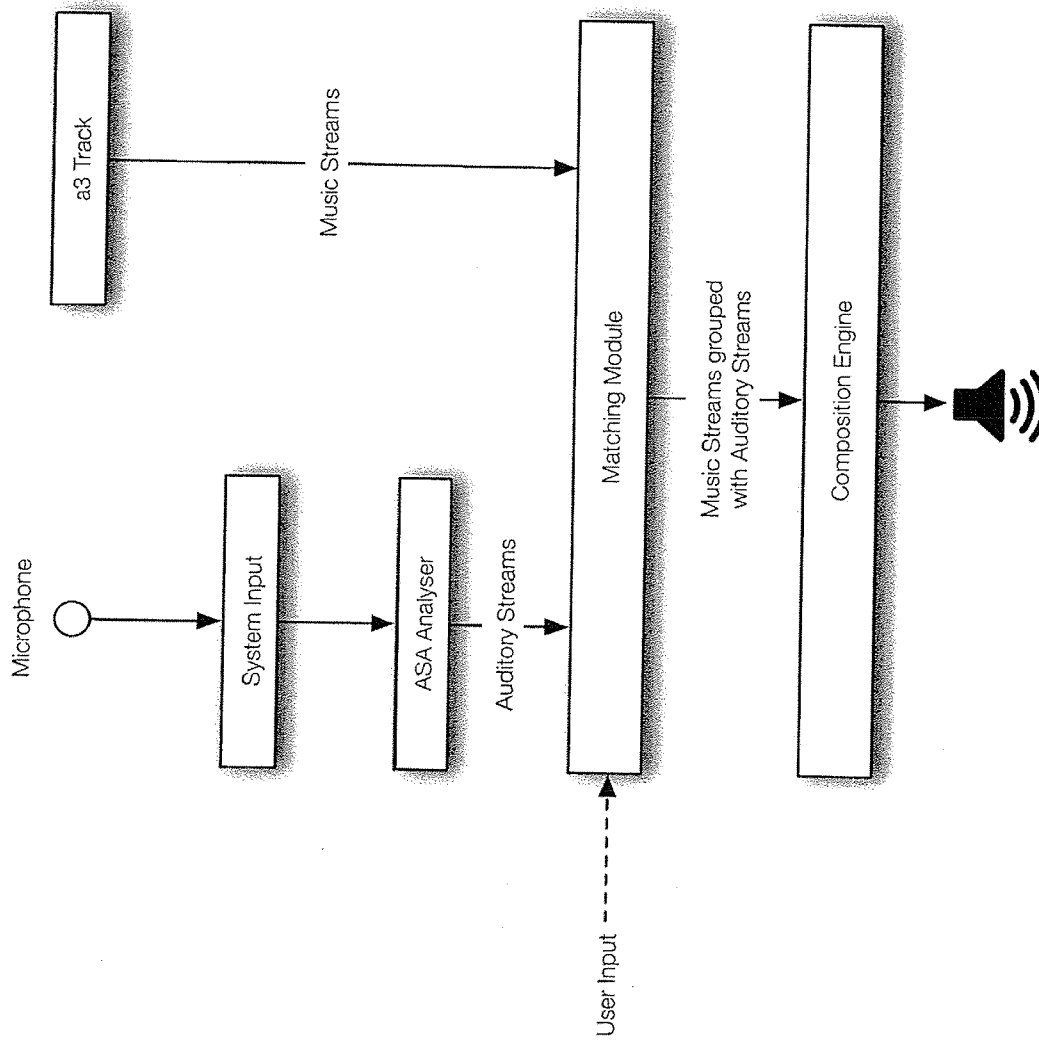 Microphone
System Input
ASA Analyser
Auditory Streams
a3 Track
Music Streams
User Input
Matching Module
Music Streams grouped
with Auditory Streams
Composition Engine